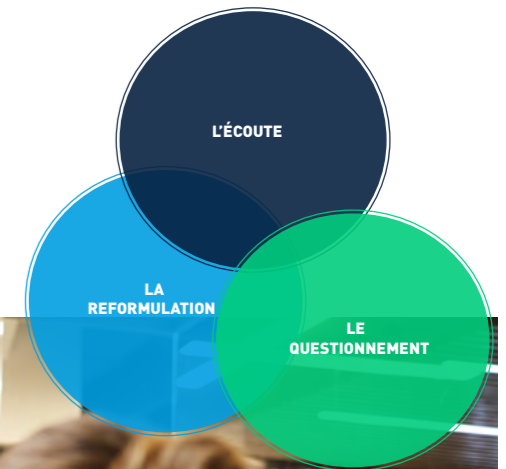 L'ÉCOUTE
LA
REFORMULATION
LE
QUESTIONNEMENT